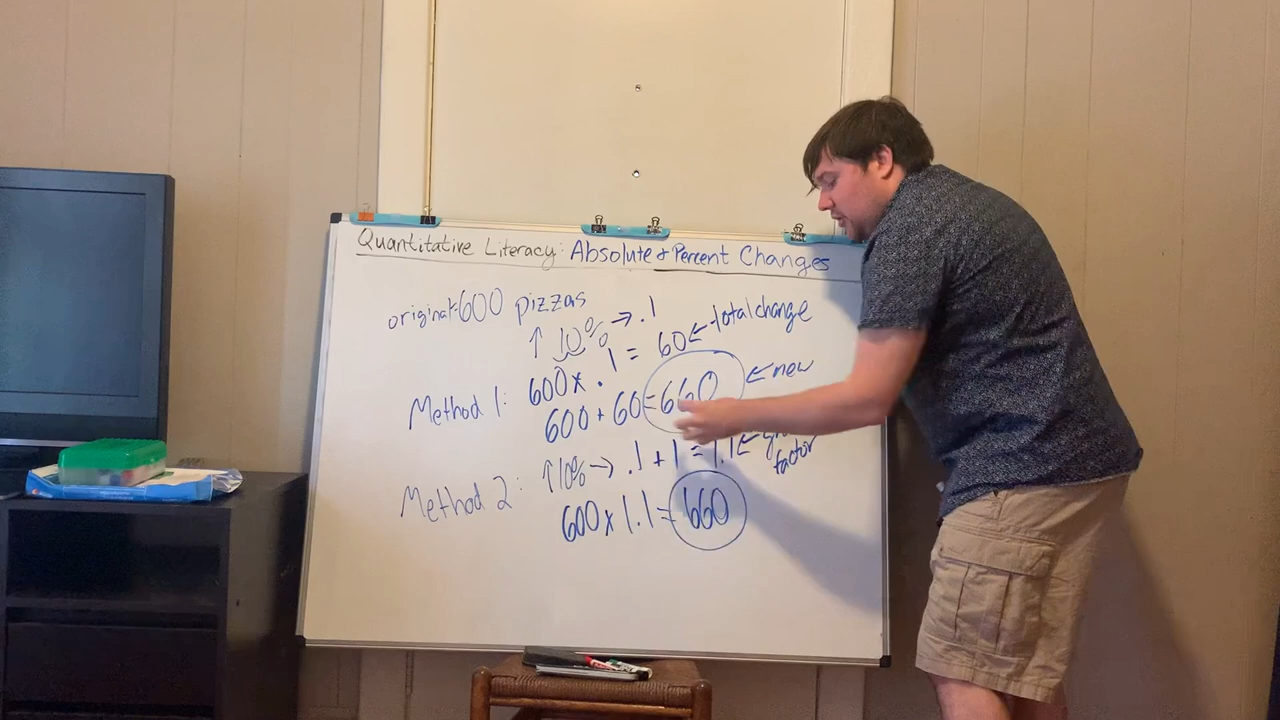 Quantitative Literacy: Absolute & Percent Changes
original: 600 pizzas
↑ 10% → .1
Method 1: 600 x .1 = 60 ← total change
600 + 60 = 660 ← new
Method 2: ↑10% → .1 + 1 = 1.1 ← factor
600 x 1.1 = 660